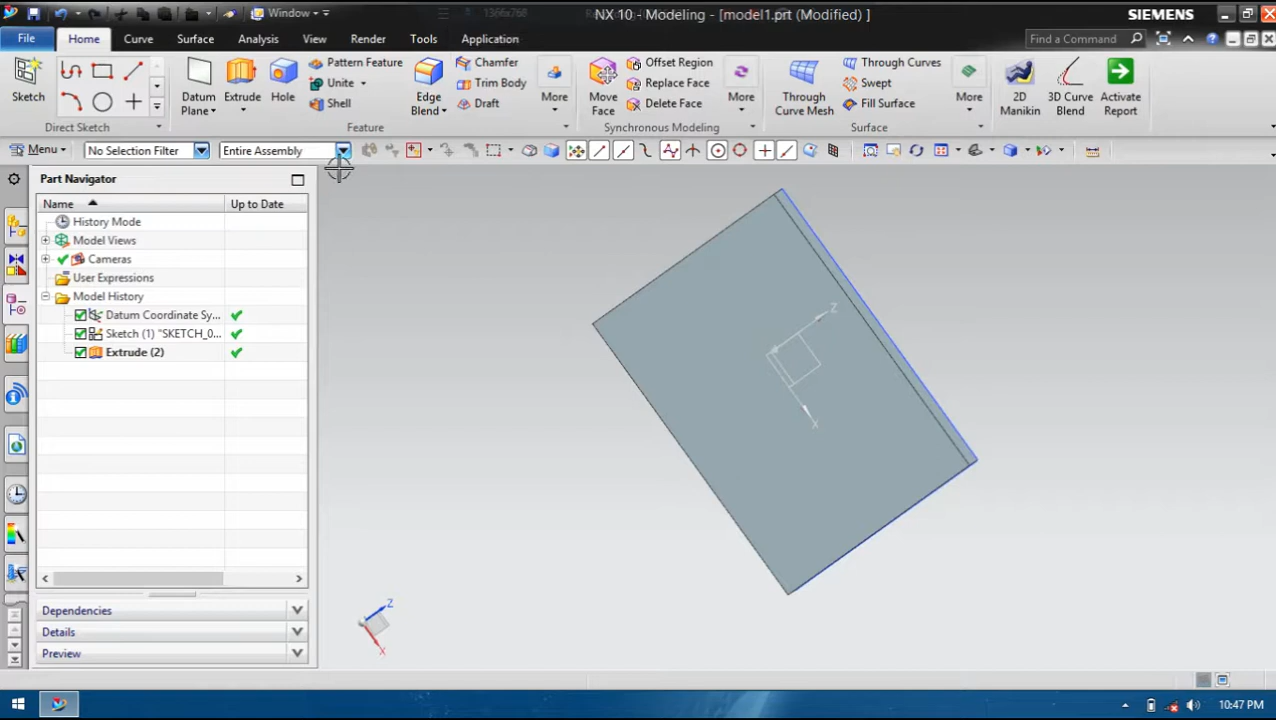 Window
1366x768
NX 10 - Modeling - [model1.prt (Modified) ]
SIEMENS
File
Home
Curve
Surface
Analysis
View
Render
Tools
Application
Find a Command
Sketch
Direct Sketch
Datum Plane
Extrude
Hole
Pattern Feature
Unite
Shell
Edge Blend
Chamfer
Trim Body
Draft
More
Feature
Move Face
Offset Region
Replace Face
Delete Face
More
Synchronous Modeling
Through Curve Mesh
Through Curves
Swept
Fill Surface
More
Surface
2D Manikin
3D Curve Blend
Activate Report
Menu
No Selection Filter
Entire Assembly
Part Navigator
Name
Up to Date
History Mode
Model Views
Cameras
User Expressions
Model History
Datum Coordinate Sy...
Sketch (1) "SKETCH_0...
Extrude (2)
Z
X
Z
X
Dependencies
Details
Preview
10:47 PM